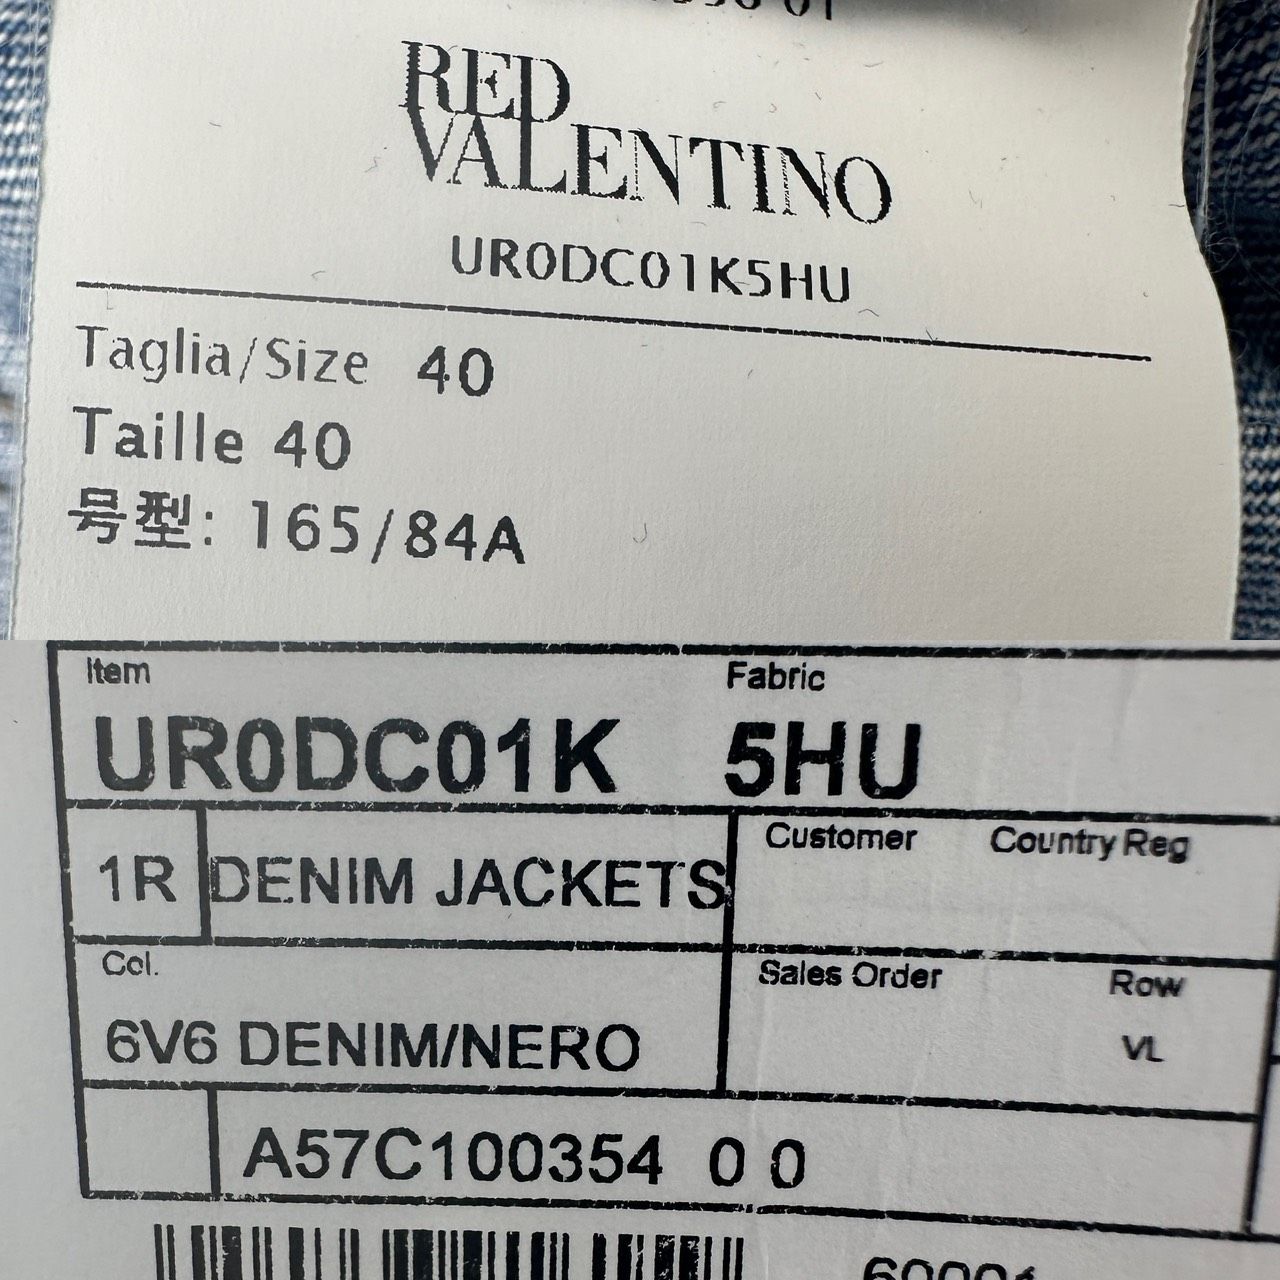 RED
VALENTINO
UR0DC01K5HU
Taglia/Size 40
Taille 40
号型: 165/84A
Item Fabric
UR0DC01K 5HU
1R DENIM JACKETS
Customer Country Reg
Col.
6V6 DENIM/NERO
Sales Order Row
VL
A57C100354 0 0